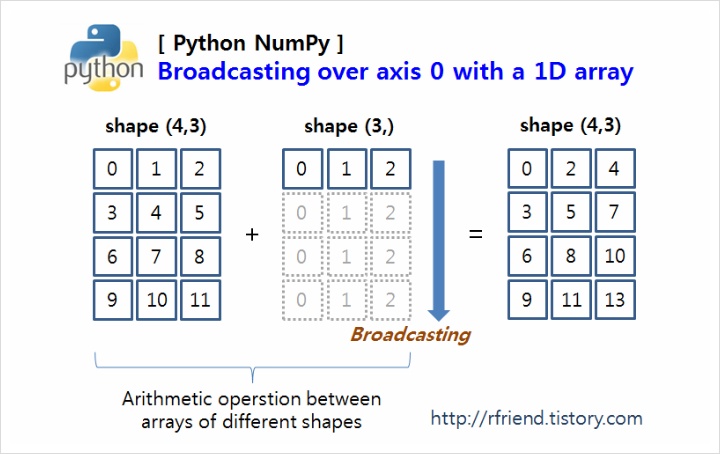 [ Python NumPy ]
python
Broadcasting over axis 0 with a 1D array
shape (4,3)
shape (3,)
shape (4,3)
0 1 2 0 1 2 0 2 4
3 4 5 0 1 2 3 5 7
+ =
6 7 8 0 1 2 6 8 10
9 10 11 0 1 2 9 11 13
Broadcasting
Arithmetic operstion between
arrays of different shapes
http://rfriend.tistory.com